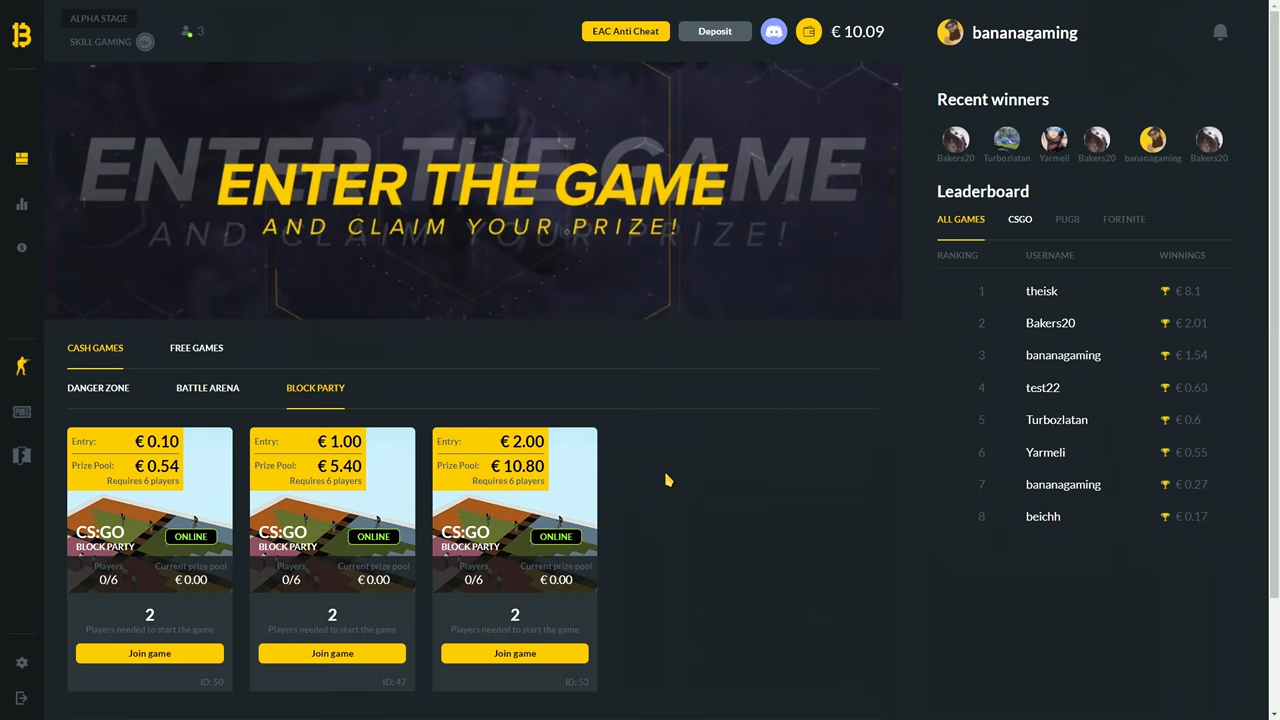 ALPHA STAGE
SKILL GAMING
3
EAC Anti Cheat
Deposit
€ 10.09
bananagaming
ENTER THE GAME
ENTER THE GAME
AND CLAIM YOUR PRIZE!
AND CLAIM YOUR PRIZE!
Recent winners
Bakers20 Turbozlatan Yarmeli Bakers20 bananagaming Bakers20
Leaderboard
ALL GAMES CSGO PUGB FORTNITE
RANKING USERNAME WINNINGS
1 theisk € 8.1
2 Bakers20 € 2.01
3 bananagaming € 1.54
4 test22 € 0.63
5 Turbozlatan € 0.6
6 Yarmeli € 0.55
7 bananagaming € 0.27
8 beichh € 0.17
CASH GAMES FREE GAMES
DANGER ZONE BATTLE ARENA BLOCK PARTY
Entry: € 0.10
Prize Pool: € 0.54
Requires 6 players
CS:GO
BLOCK PARTY
ONLINE
Players Current prize pool
0/6 € 0.00
2
Players needed to start the game
Join game
ID: 50
Entry: € 1.00
Prize Pool: € 5.40
Requires 6 players
CS:GO
BLOCK PARTY
ONLINE
Players Current prize pool
0/6 € 0.00
2
Players needed to start the game
Join game
ID: 47
Entry: € 2.00
Prize Pool: € 10.80
Requires 6 players
CS:GO
BLOCK PARTY
ONLINE
Players Current prize pool
0/6 € 0.00
2
Players needed to start the game
Join game
ID: 53